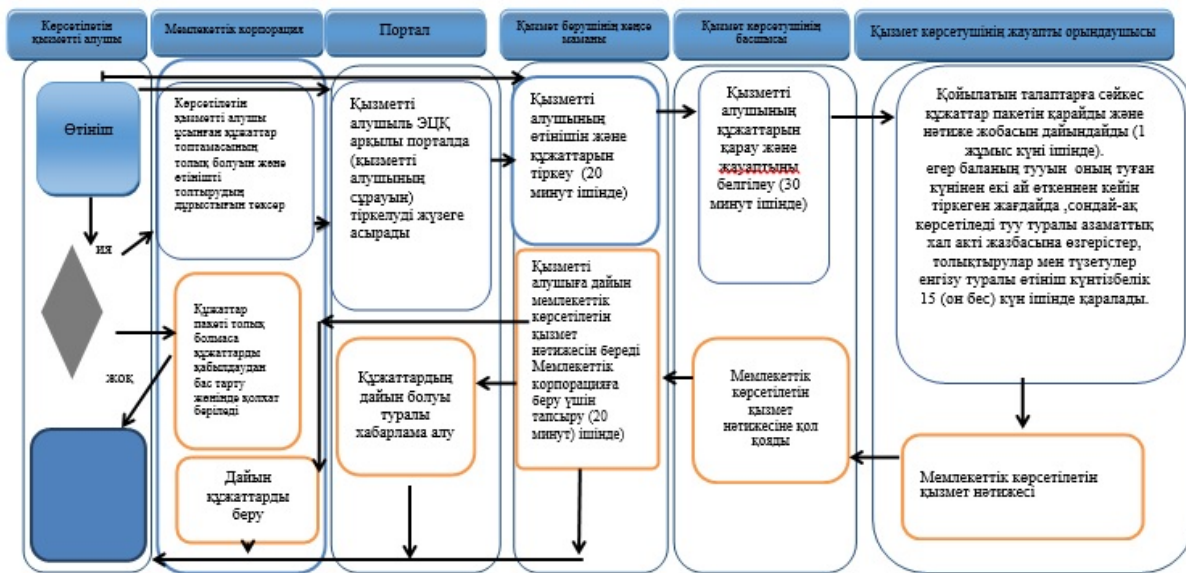 Көрсетілетін
қызметті алушы
Мемлекеттік корпорация
Портал
Қызмет берушінің кеңсе
маманы
Қызмет көрсетушінің
басшысы
Қызмет көрсетушінің жауапты орындаушысы
Өтініш
ия
жоқ
Көрсетілетін
қызметті алушы
ұсынған құжаттар
топтамасының
толық болуын және
өтінішті
толтырудың
дұрыстығын тексер
Құжаттар
пакеті толық
болмаса
құжаттарды
қабылдаудан
бас тарту
жөнінде қолхат
беріледі
Дайын
құжаттарды
беру
Қызметті
алушыль ЭЦҚ
арқылы порталда
(қызметті
алушының
сұрауын)
тіркелуді жүзеге
асырады
Құжаттардың
дайын болуы
туралы
хабарлама алу
Қызметті
алушының
өтінішін және
құжаттарын
тіркеу (20
минут ішінде)
Қызметті
алушыға дайын
мемлекеттік
көрсетілетін
қызмет
нәтижесін береді
Мемлекеттік
корпорацияға
беру үшін
тапсыру (20
минут) ішінде)
Қызметті
алушының
құжаттарын
қарау және
жауаптыны
белгілеу (30
минут ішінде)
Мемлекеттік
көрсетілетін
қызмет
нәтижесіне қол
қояды
Қойылатын талаптарға сәйкес
құжаттар пакетін қарайды және
нәтиже жобасын дайындайды (1
жұмыс күні ішінде).
егер баланың тууын оның туған
күнінен екі ай өткеннен кейін
тіркеген жағдайда ,сондай-ақ
көрсетіледі туу туралы азаматтық
хал акті жазбасына өзгерістер,
толықтырулар мен түзетулер
енгізу туралы өтініш күнтізбелік
15 (он бес) күн ішінде қаралады.
Мемлекеттік көрсетілетін
қызмет нәтижесі